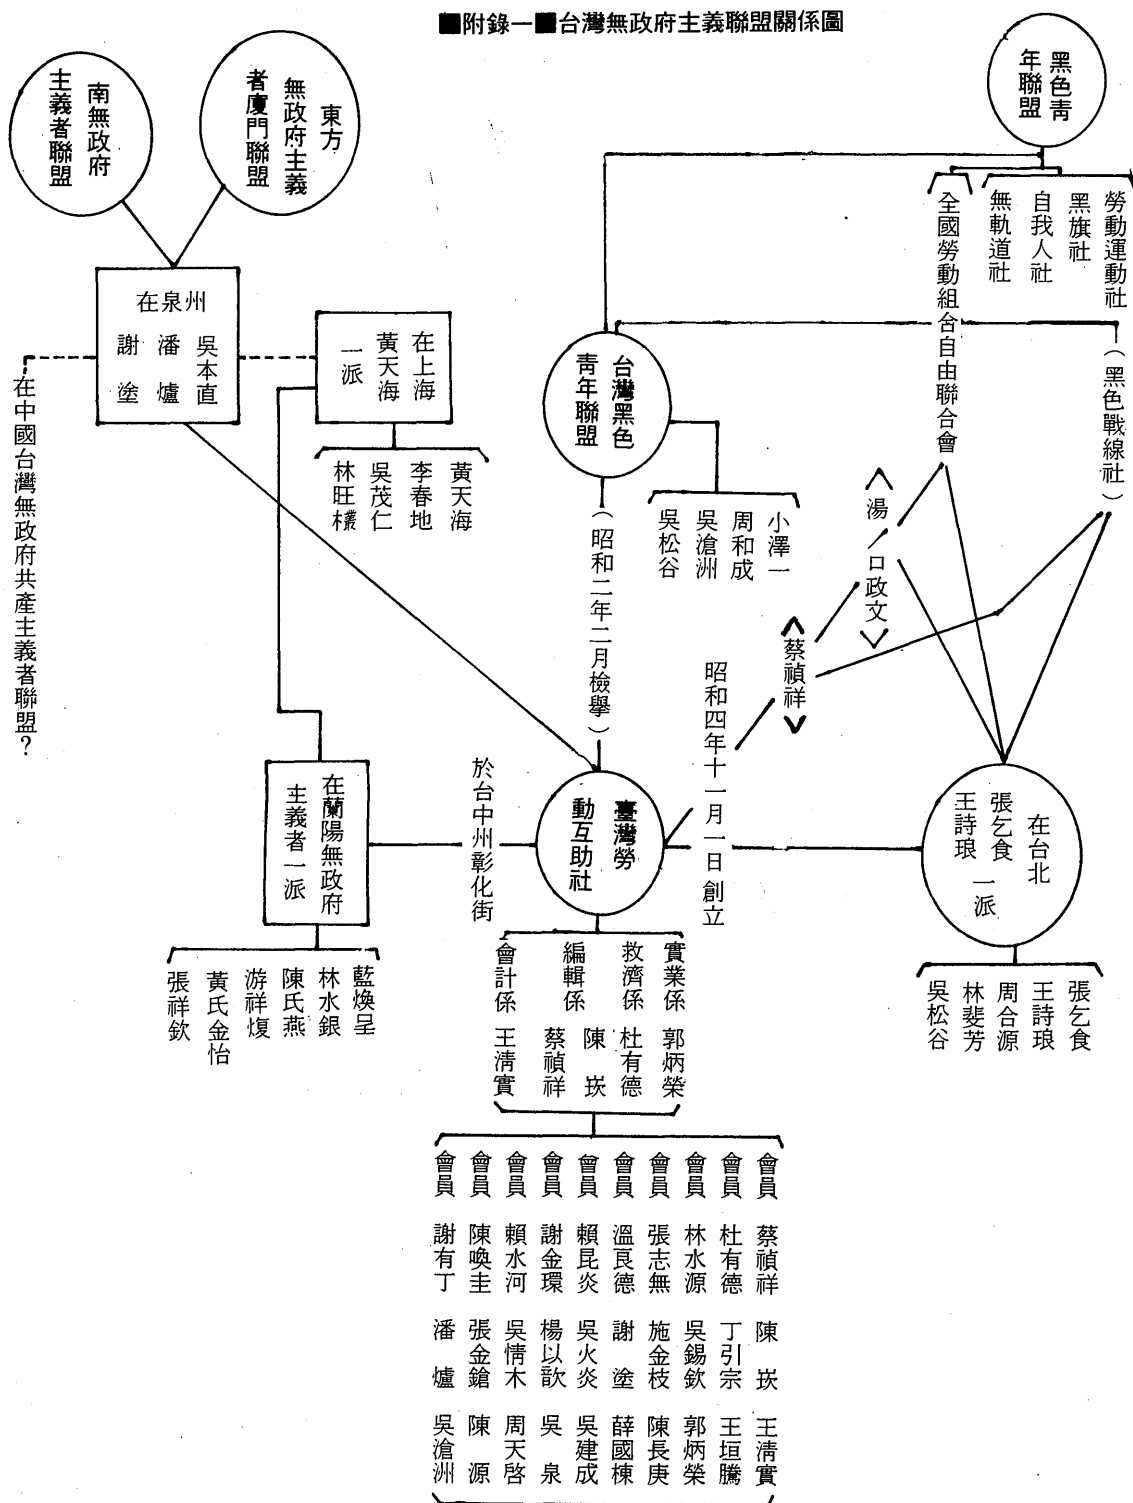 ■附錄一■台灣無政府主義聯盟關係圖
黑色青
年聯盟
勞動運動社
黑旗社
自我人社
無軌道社
全國勞動組合自由聯合會
(黑色戰線社)
東方
無政府主義
者廈門聯盟
南無政府
主義者聯盟
在泉州
吳本直
潘爐
謝塗
在上海
黃天海
一派
黃天海
李春地
吳茂仁
林旺欉
在中國台灣無政府共產主義者聯盟?
台灣黑色
青年聯盟
小澤一
周和成
吳滄洲
吳松谷
(昭和二年二月檢舉)
〈湯ノ口政文〉
〈蔡禎祥〉
昭和四年十一月一日創立
於台中州彰化街
臺灣勞
動互助社
在台北
張乞食
王詩琅 一派
張乞食
王詩琅
周合源
林斐芳
吳松谷
在蘭陽無政府
主義者一派
藍煥呈
林水銀
陳氏燕
游祥煁
黃氏金怡
張祥欽
實業係 郭炳榮
救濟係 杜有德
陳崁
編輯係 蔡禎祥
會計係 王清實
會員 蔡禎祥 陳崁 王清實
會員 杜有德 丁引宗 王垣騰
會員 林水源 吳錫欽 郭炳榮
會員 張志無 施金枝 陳長庚
會員 溫良德 謝塗 薛國棟
會員 賴昆炎 吳火炎 吳建成
會員 謝金環 楊以歆 吳泉
會員 賴水河 吳情木 周天啓
會員 陳喚圭 張金鎗 陳源
會員 謝有丁 潘爐 吳滄洲